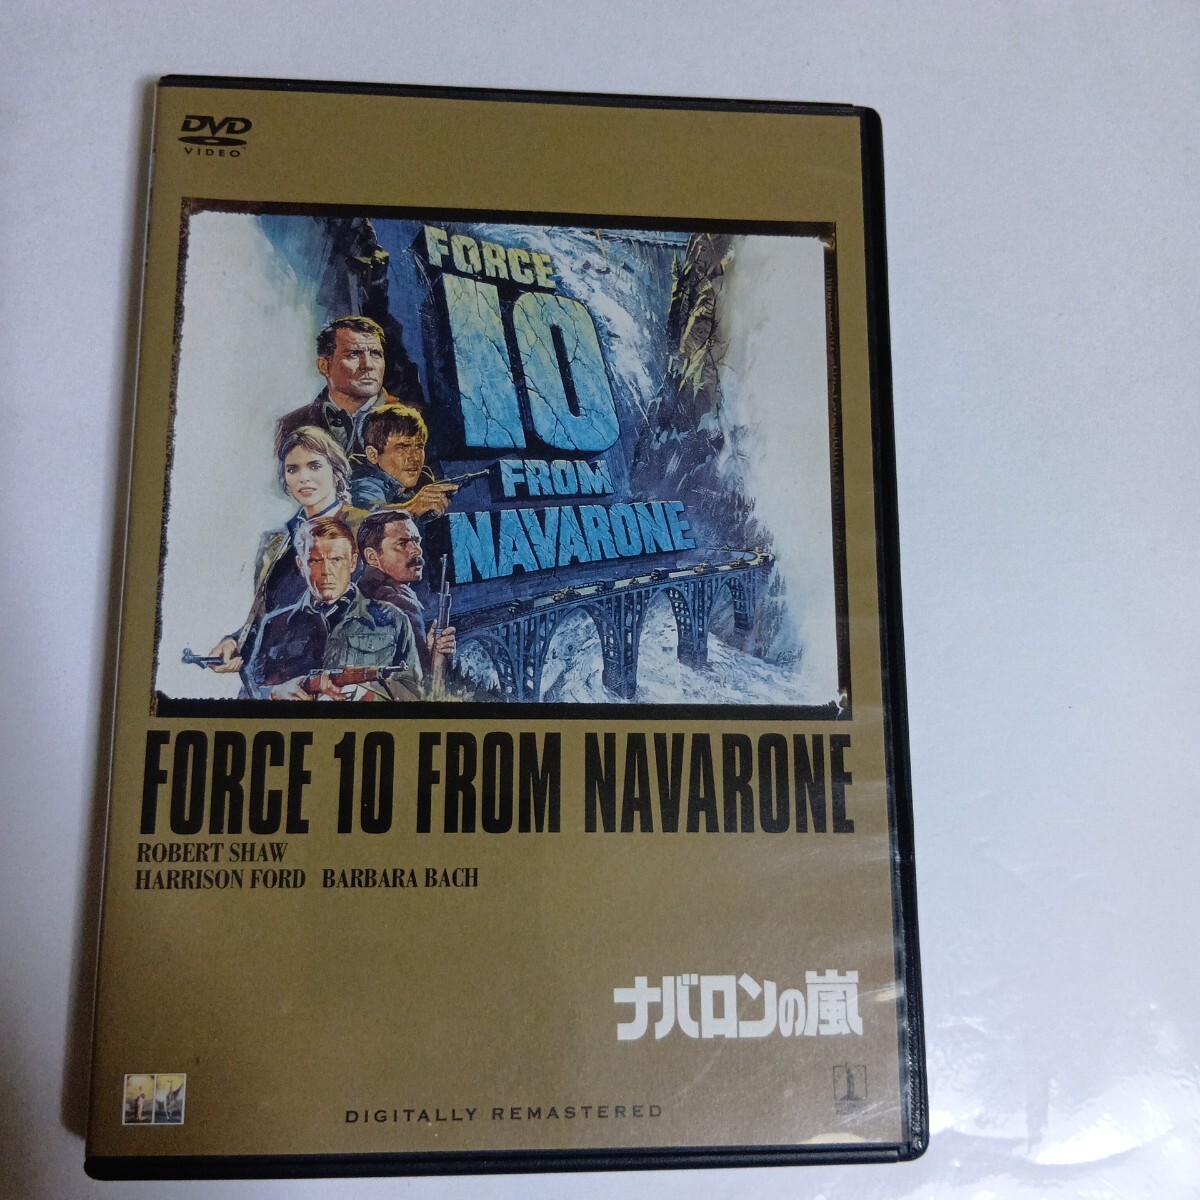 DVD
VIDEO
FORCE
10
FROM
NAVARONE
FORCE 10 FROM NAVARONE
ROBERT SHAW
HARRISON FORD BARBARA BACH
ナバロンの嵐
DIGITALLY REMASTERED